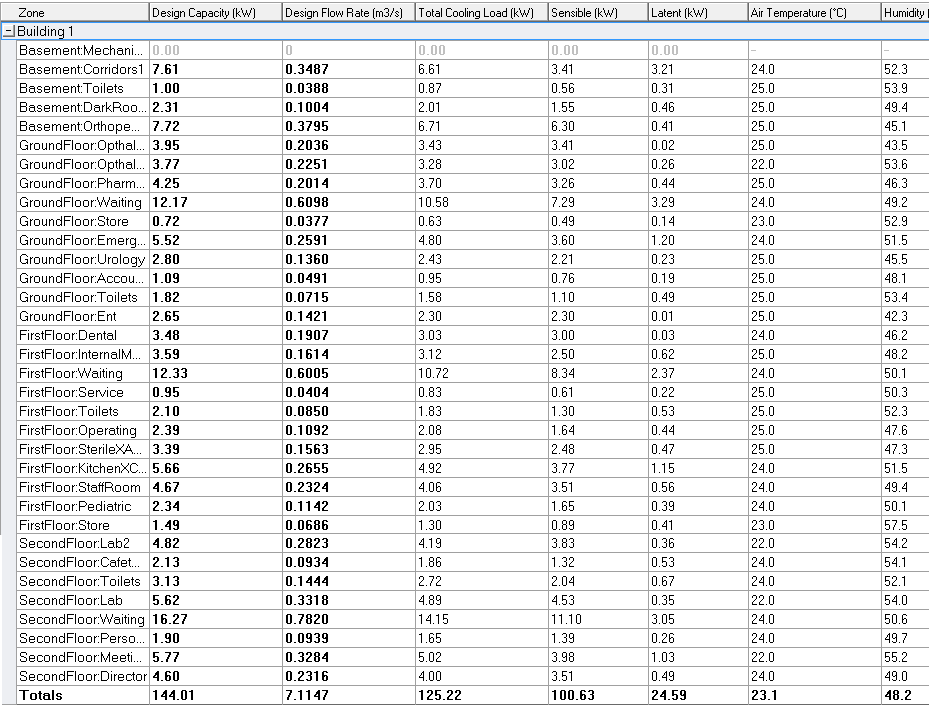 Zone Design Capacity (kW) Design Flow Rate (m3/s) Total Cooling Load (kW) Sensible (kW) Latent (kW) Air Temperature (°C) Humidity (
Building 1
Basement:Mechani... 0.00 0 0.00 0.00 0.00 - -
Basement:Corridors1 7.61 0.3487 6.61 3.41 3.21 24.0 52.3
Basement:Toilets 1.00 0.0388 0.87 0.56 0.31 25.0 53.9
Basement:DarkRoo... 2.31 0.1004 2.01 1.55 0.46 25.0 49.4
Basement:Orthope... 7.72 0.3795 6.71 6.30 0.41 25.0 45.1
GroundFloor:Opthal... 3.95 0.2036 3.43 3.41 0.02 25.0 43.5
GroundFloor:Opthal... 3.77 0.2251 3.28 3.02 0.26 22.0 53.6
GroundFloor:Pharm... 4.25 0.2014 3.70 3.26 0.44 25.0 46.3
GroundFloor:Waiting 12.17 0.6098 10.58 7.29 3.29 24.0 49.2
GroundFloor:Store 0.72 0.0377 0.63 0.49 0.14 23.0 52.9
GroundFloor:Emerg... 5.52 0.2591 4.80 3.60 1.20 24.0 51.5
GroundFloor:Urology 2.80 0.1360 2.43 2.21 0.23 25.0 45.5
GroundFloor:Accou... 1.09 0.0491 0.95 0.76 0.19 25.0 48.1
GroundFloor:Toilets 1.82 0.0715 1.58 1.10 0.49 25.0 53.4
GroundFloor:Ent 2.65 0.1421 2.30 2.30 0.01 25.0 42.3
FirstFloor:Dental 3.48 0.1907 3.03 3.00 0.03 24.0 46.2
FirstFloor:InternalM... 3.59 0.1614 3.12 2.50 0.62 25.0 48.2
FirstFloor:Waiting 12.33 0.6005 10.72 8.34 2.37 24.0 50.1
FirstFloor:Service 0.95 0.0404 0.83 0.61 0.22 25.0 50.3
FirstFloor:Toilets 2.10 0.0850 1.83 1.30 0.53 25.0 52.3
FirstFloor:Operating 2.39 0.1092 2.08 1.64 0.44 25.0 47.6
FirstFloor:SterileXA... 3.39 0.1563 2.95 2.48 0.47 25.0 47.3
FirstFloor:KitchenXC... 5.66 0.2655 4.92 3.77 1.15 24.0 51.5
FirstFloor:StaffRoom 4.67 0.2324 4.06 3.51 0.56 24.0 49.4
FirstFloor:Pediatric 2.34 0.1142 2.03 1.65 0.39 24.0 50.1
FirstFloor:Store 1.49 0.0686 1.30 0.89 0.41 23.0 57.5
SecondFloor:Lab2 4.82 0.2823 4.19 3.83 0.36 22.0 54.2
SecondFloor:Cafet... 2.13 0.0934 1.86 1.32 0.53 24.0 54.1
SecondFloor:Toilets 3.13 0.1444 2.72 2.04 0.67 24.0 52.1
SecondFloor:Lab 5.62 0.3318 4.89 4.53 0.35 22.0 54.0
SecondFloor:Waiting 16.27 0.7820 14.15 11.10 3.05 24.0 50.6
SecondFloor:Perso... 1.90 0.0939 1.65 1.39 0.26 24.0 49.7
SecondFloor:Meeti... 5.77 0.3284 5.02 3.98 1.03 22.0 55.2
SecondFloor:Director 4.60 0.2316 4.00 3.51 0.49 24.0 49.0
Totals 144.01 7.1147 125.22 100.63 24.59 23.1 48.2